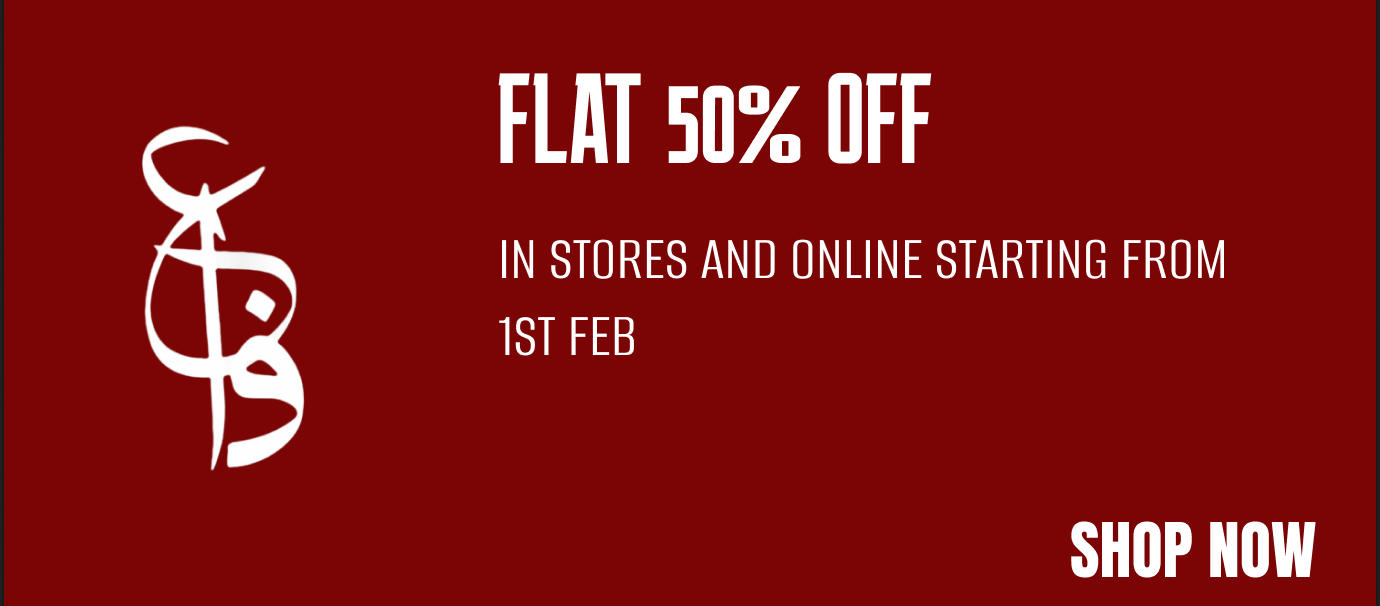 FLAT 50% OFF
IN STORES AND ONLINE STARTING FROM
1ST FEB
SHOP NOW